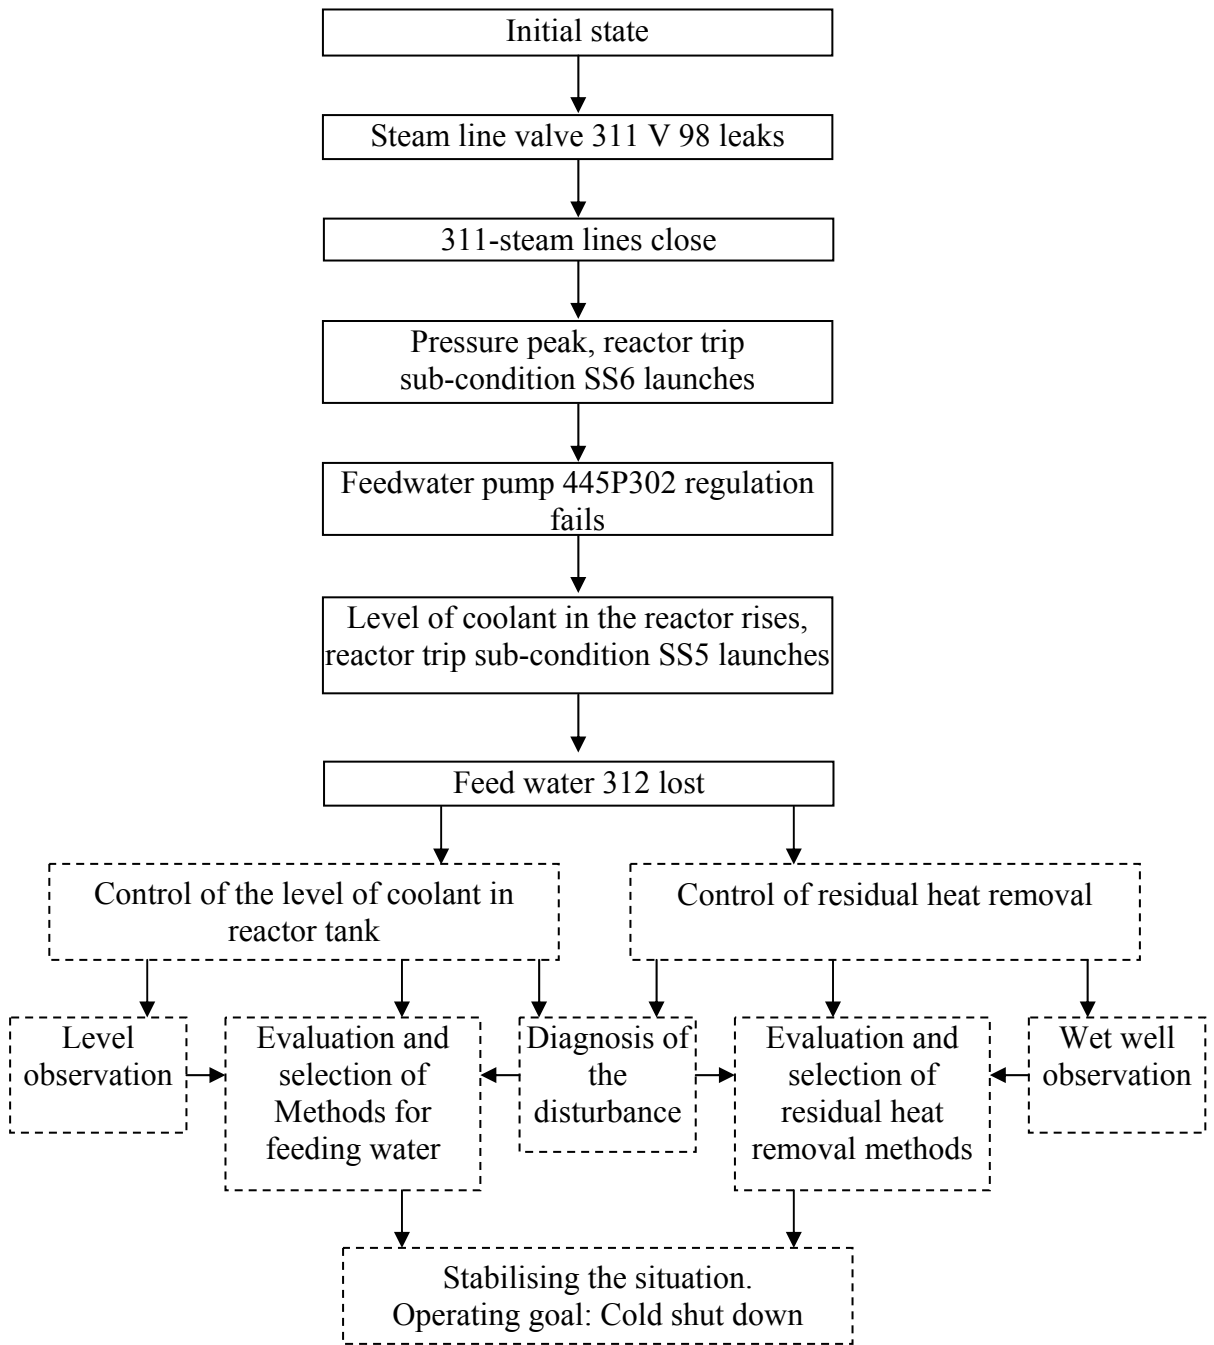 Initial state
Steam line valve 311 V 98 leaks
311-steam lines close
Pressure peak, reactor trip
sub-condition SS6 launches
Feedwater pump 445P302 regulation
fails
Level of coolant in the reactor rises,
reactor trip sub-condition SS5 launches
Feed water 312 lost
Control of the level of coolant in
reactor tank
Control of residual heat removal
Level
observation
Evaluation and
selection of
Methods for
feeding water
Diagnosis of
the
disturbance
Evaluation and
selection of
residual heat
removal methods
Wet well
observation
Stabilising the situation.
Operating goal: Cold shut down